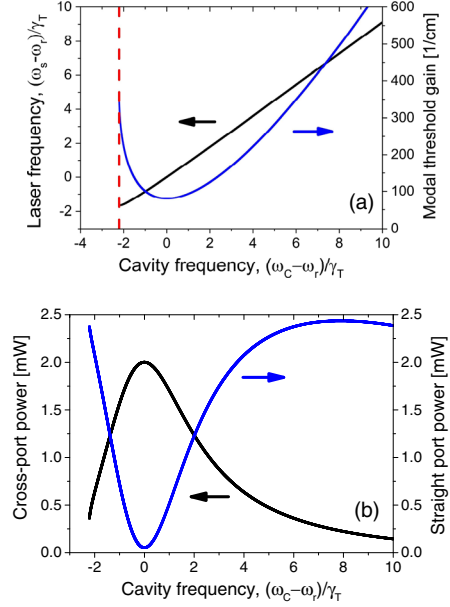 10
8
6
4
2
0
-2
Laser frequency, (ωs-ωr)/γT
600
500
400
300
200
100
0
Modal threshold gain [1/cm]
(a)
-4 -2 0 2 4 6 8 10
Cavity frequency, (ωC−ωr)/γT
2.5
2.0
1.5
1.0
0.5
0.0
Cross-port power [mW]
2.5
2.0
1.5
1.0
0.5
0.0
Straight port power [mW]
(b)
-2 0 2 4 6 8 10
Cavity frequency, (ωC−ωr)/γT